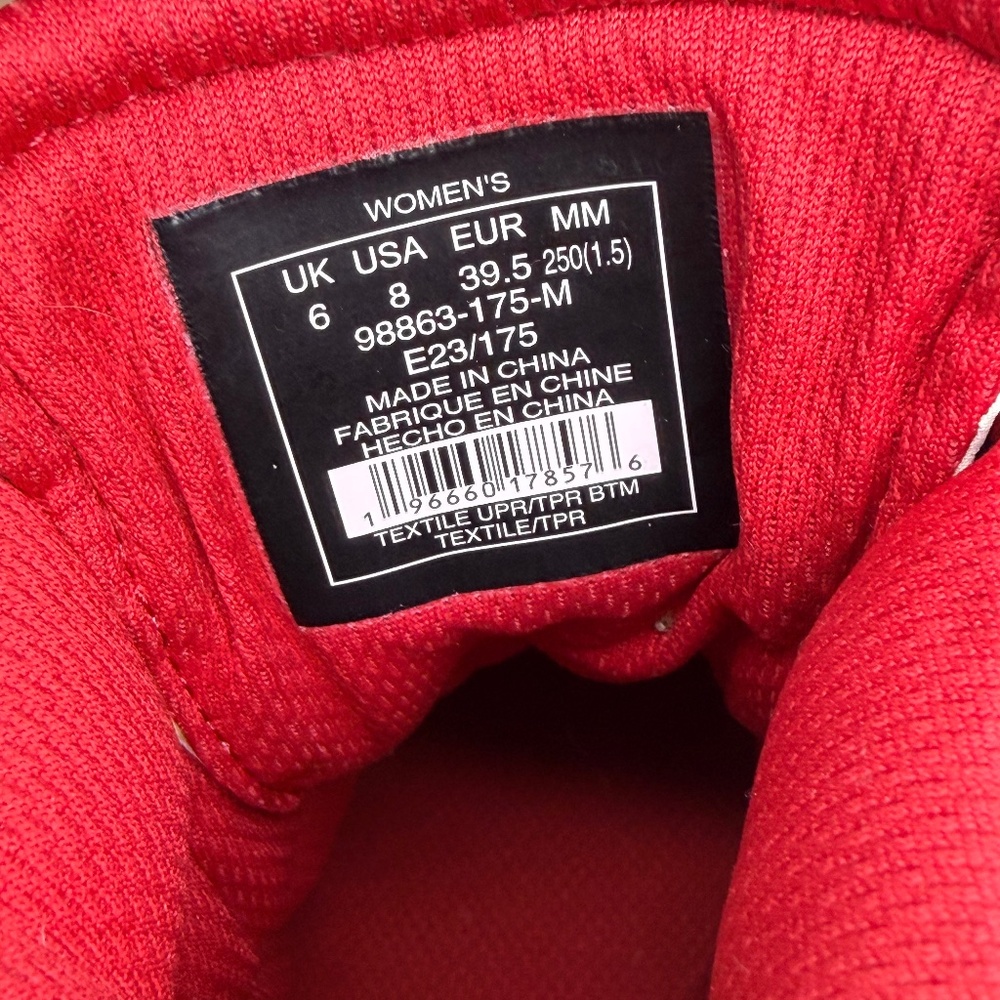 WOMEN'S
UK USA EUR MM
6 8 39.5 250(1.5)
98863-175-M
E23/175
MADE IN CHINA
FABRIQUE EN CHINE
HECHO EN CHINA
1 96660 17857 6
TEXTILE UPR/TPR BTM
TEXTILE/TPR